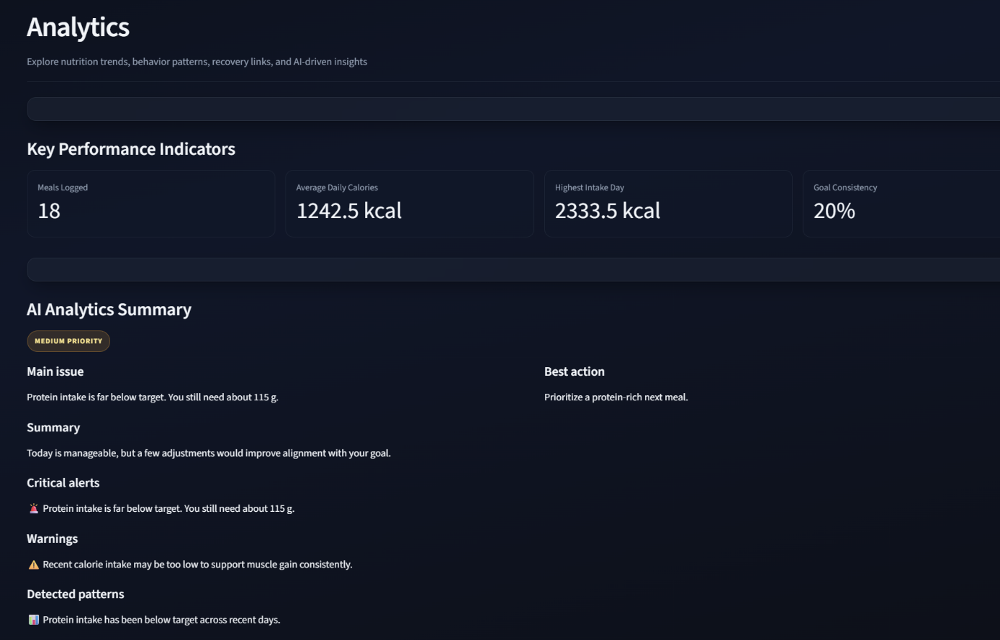 Analytics
Explore nutrition trends, behavior patterns, recovery links, and AI-driven insights
Key Performance Indicators
Meals Logged
18
Average Daily Calories
1242.5 kcal
Highest Intake Day
2333.5 kcal
Goal Consistency
20%
AI Analytics Summary
MEDIUM PRIORITY
Main issue
Protein intake is far below target. You still need about 115 g.
Best action
Prioritize a protein-rich next meal.
Summary
Today is manageable, but a few adjustments would improve alignment with your goal.
Critical alerts
🚨 Protein intake is far below target. You still need about 115 g.
Warnings
⚠️ Recent calorie intake may be too low to support muscle gain consistently.
Detected patterns
📊 Protein intake has been below target across recent days.